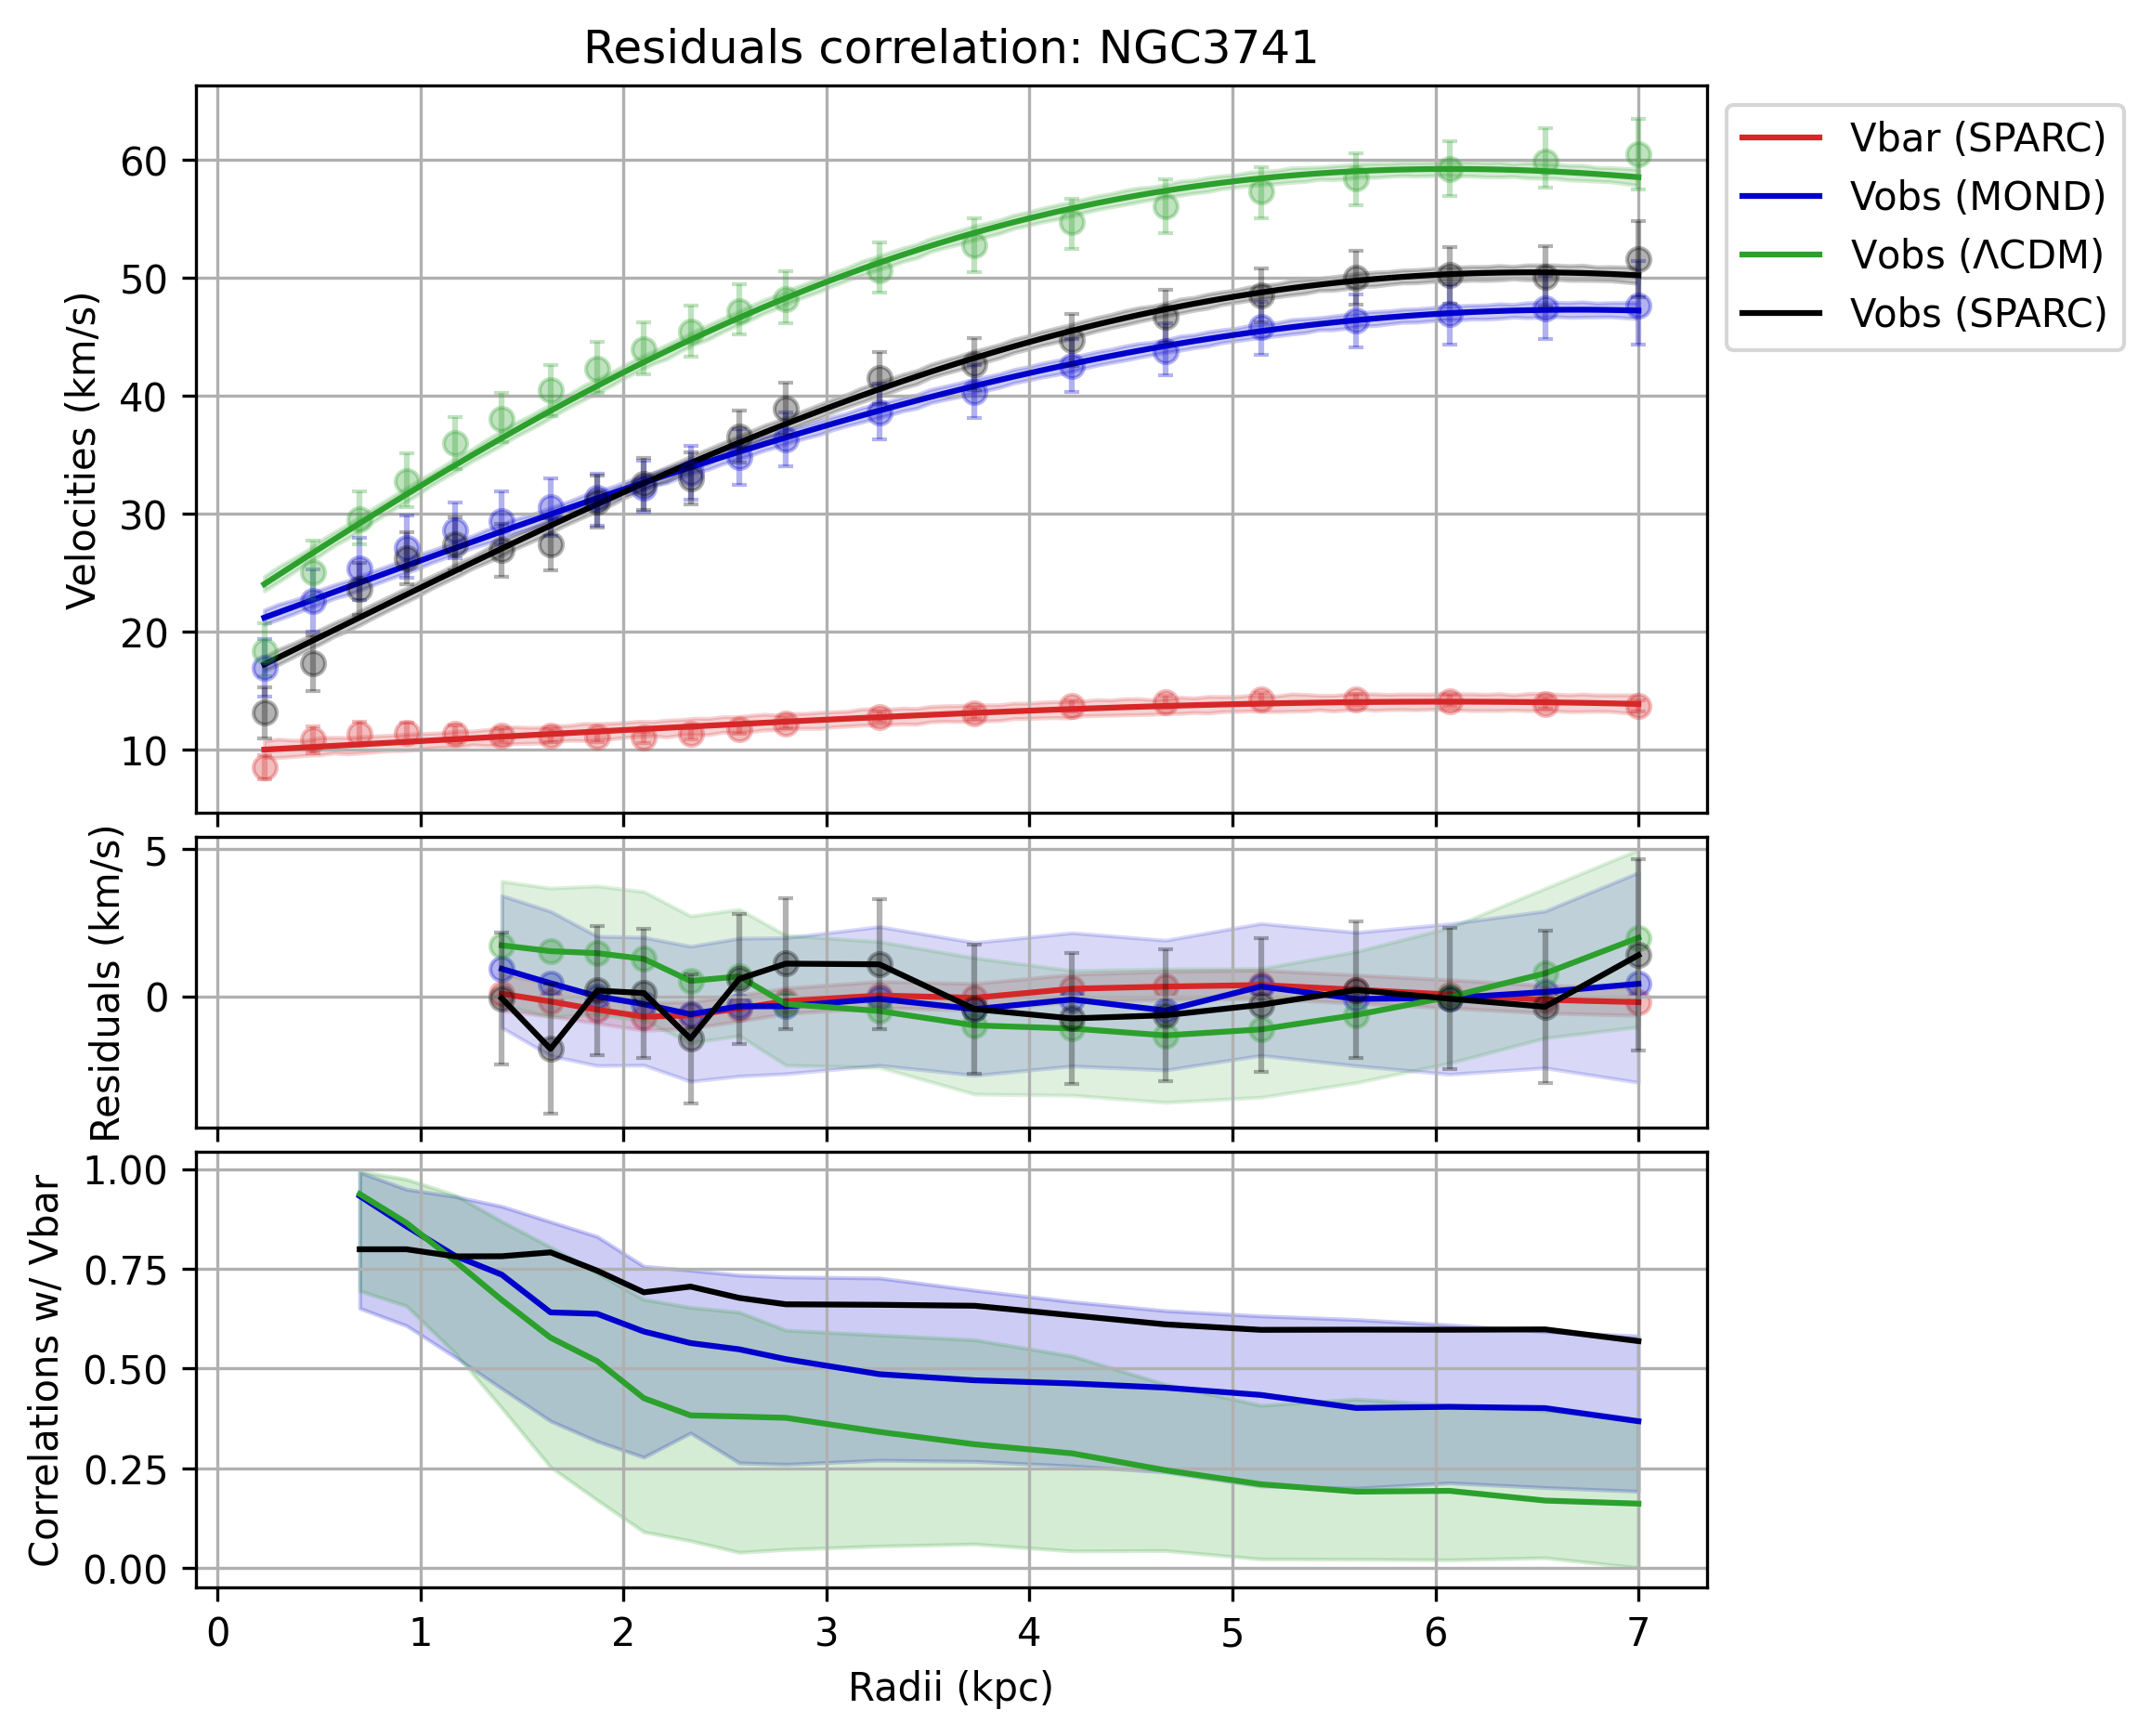 Residuals correlation: NGC3741
Velocities (km/s)
60
50
40
30
20
10
Vbar (SPARC)
Vobs (MOND)
Vobs (ΛCDM)
Vobs (SPARC)
Residuals (km/s)
5
0
Correlations w/ Vbar
1.00
0.75
0.50
0.25
0.00
0 1 2 3 4 5 6 7
Radii (kpc)